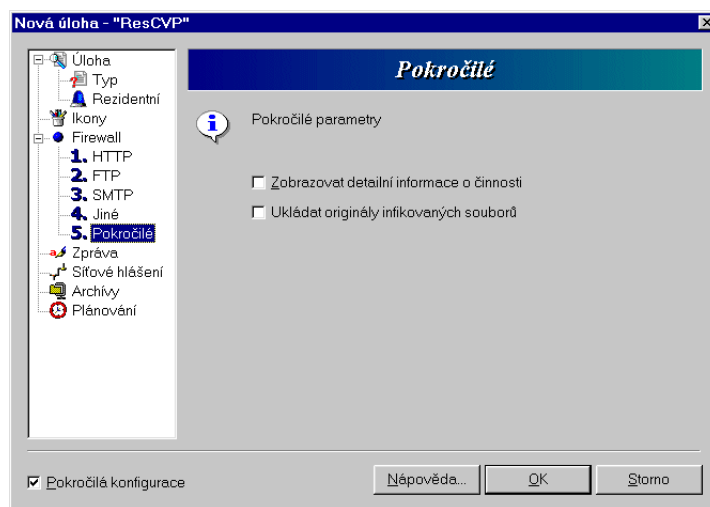 Nová úloha - "ResCVP"
Úloha
Typ
Rezidentní
Ikony
Firewall
1. HTTP
2. FTP
3. SMTP
4. Jiné
5. Pokročilé
Zpráva
Síťové hlášení
Archívy
Plánování
Pokročilé
Pokročilé parametry
Zobrazovat detailní informace o činnosti
Ukládat originály infikovaných souborů
Pokročilá konfigurace
Nápověda...
OK
Storno